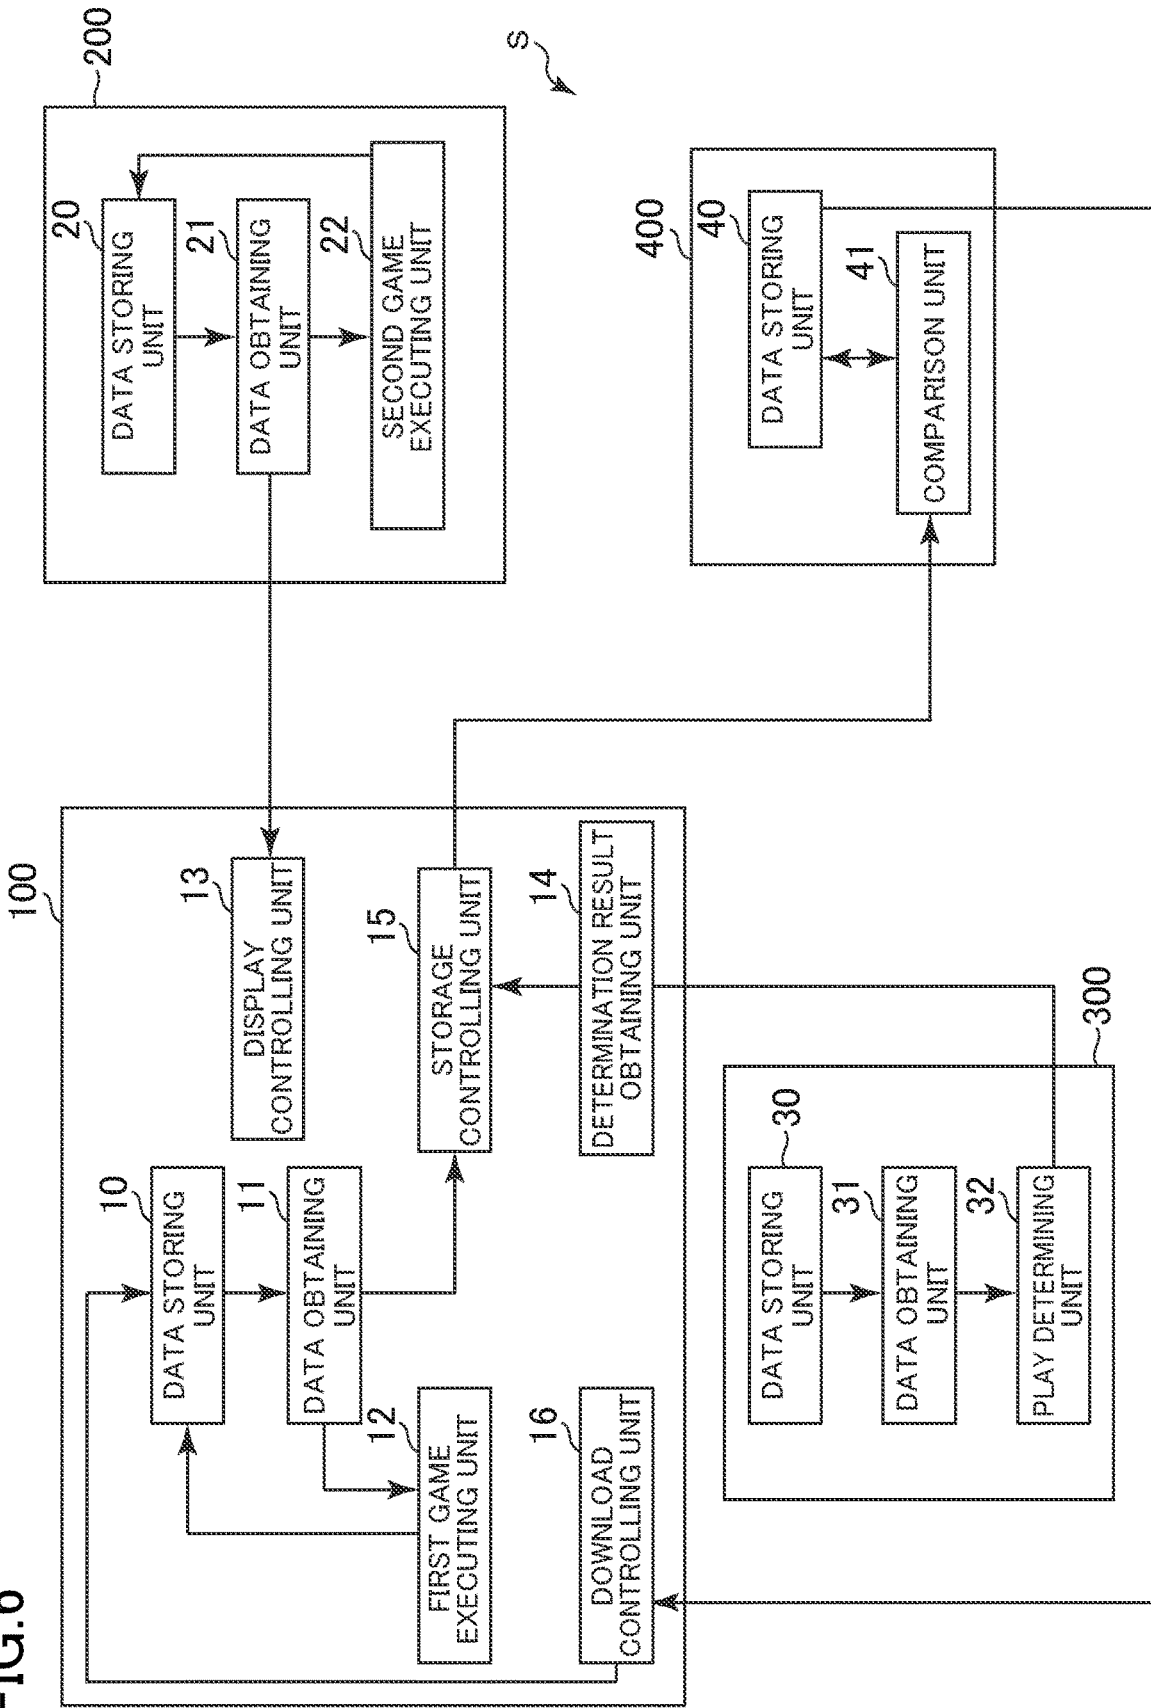 FIG.6
S
100
10
DATA STORING
UNIT
11
DATA OBTAINING
UNIT
12
FIRST GAME
EXECUTING UNIT
13
DISPLAY
CONTROLLING UNIT
15
STORAGE
CONTROLLING UNIT
14
DETERMINATION RESULT
OBTAINING UNIT
16
DOWNLOAD
CONTROLLING UNIT
200
20
DATA STORING
UNIT
21
DATA OBTAINING
UNIT
22
SECOND GAME
EXECUTING UNIT
300
30
DATA STORING
UNIT
31
DATA OBTAINING
UNIT
32
PLAY DETERMINING
UNIT
400
40
DATA STORING
UNIT
41
COMPARISON UNIT